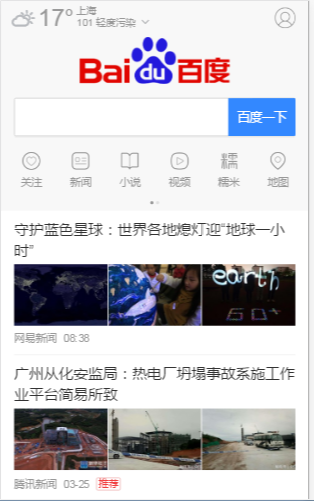 17°
上海
101 轻度污染
Bai du 百度
百度一下
关注 新闻 小说 视频 糯米 地图
守护蓝色星球：世界各地熄灯迎“地球一小
时”
earth
60+
网易新闻 08:38
广州从化安监局：热电厂坍塌事故系施工作
业平台简易所致
腾讯新闻 03-25 推荐